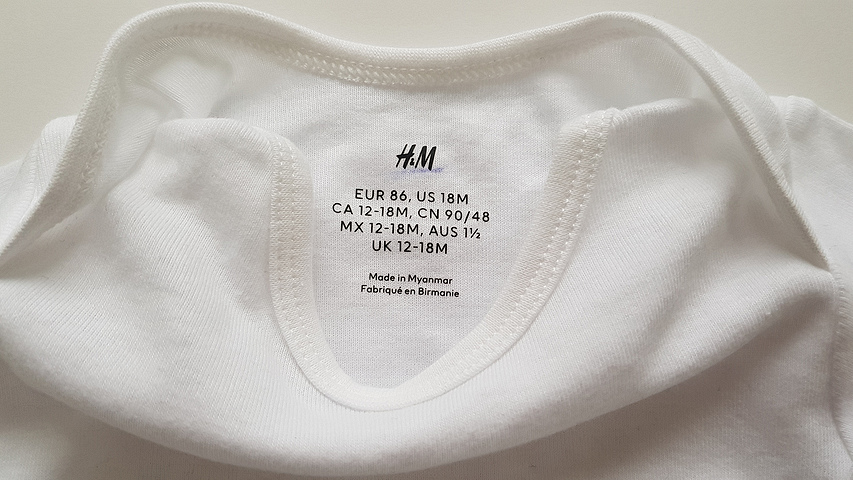 H&M
EUR 86, US 18M
CA 12-18M, CN 90/48
MX 12-18M, AUS 1½
UK 12-18M
Made in Myanmar
Fabriqué en Birmanie